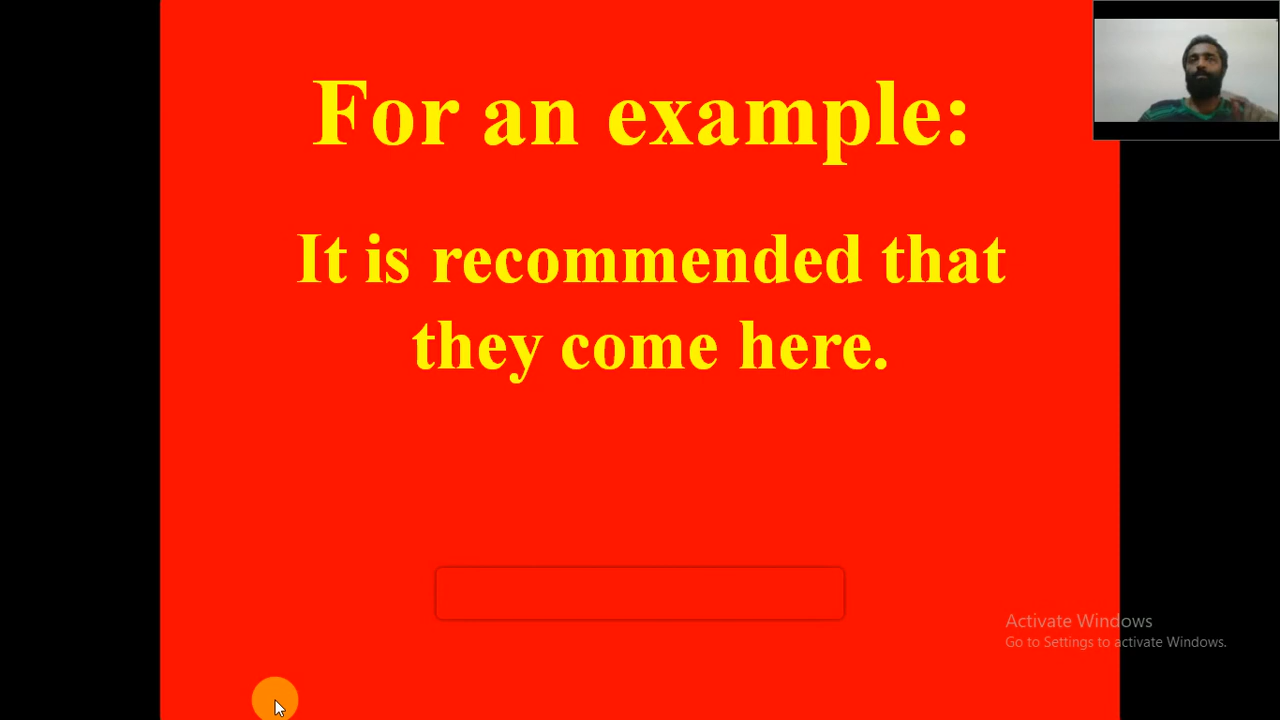 For an example:
It is recommended that
they come here.
Activate Windows
Go to Settings to activate Windows.